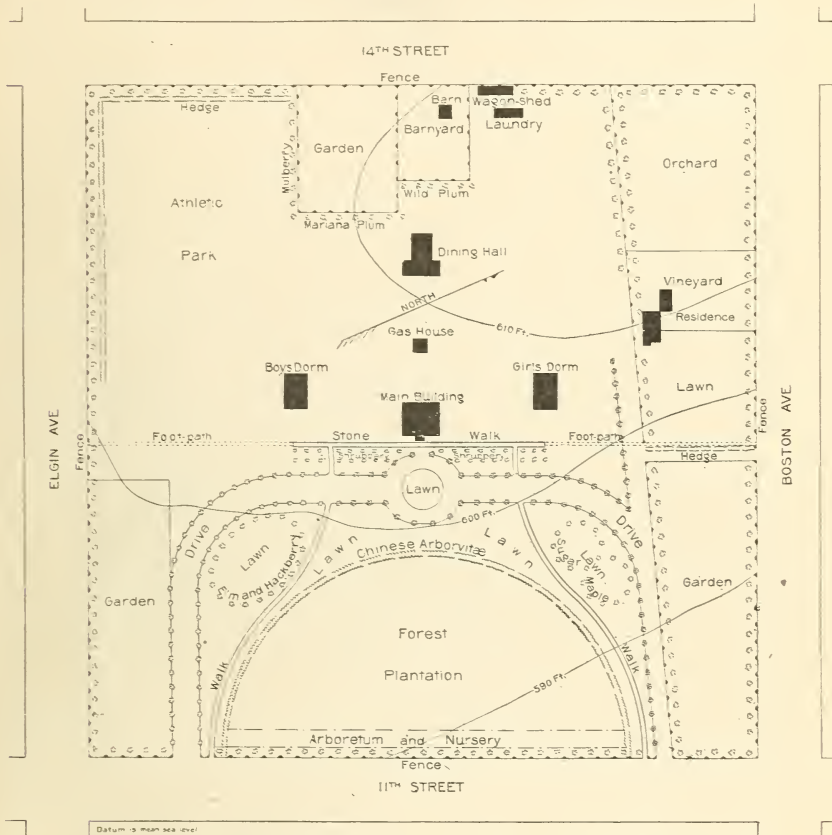 14TH STREET
Fence
Hedge
Barn
Wagon-shed
Barnyard
Laundry
Garden
Mulberry
Orchard
Wild Plum
Athletic
Park
Mariana Plum
Dining Hall
NORTH
Vineyard
Residence
Gas House
610 Ft.
Boys Dorm
Girls Dorm
Main Building
Lawn
ELGIN AVE
Fence
BOSTON AVE
Fence
Foot-path
Stone Walk
Foot-path
Hedge
Shrubbery
Lawn
600 Ft.
Drive
Drive
Lawn
Elm and Hackberry
Lawn
Chinese Arborvitae
Lawn
Lawn
Sugar Maple
Garden
Garden
Forest
Plantation
Walk
Walk
590 Ft.
Arboretum and Nursery
Fence
11TH STREET
Datum is mean sea level